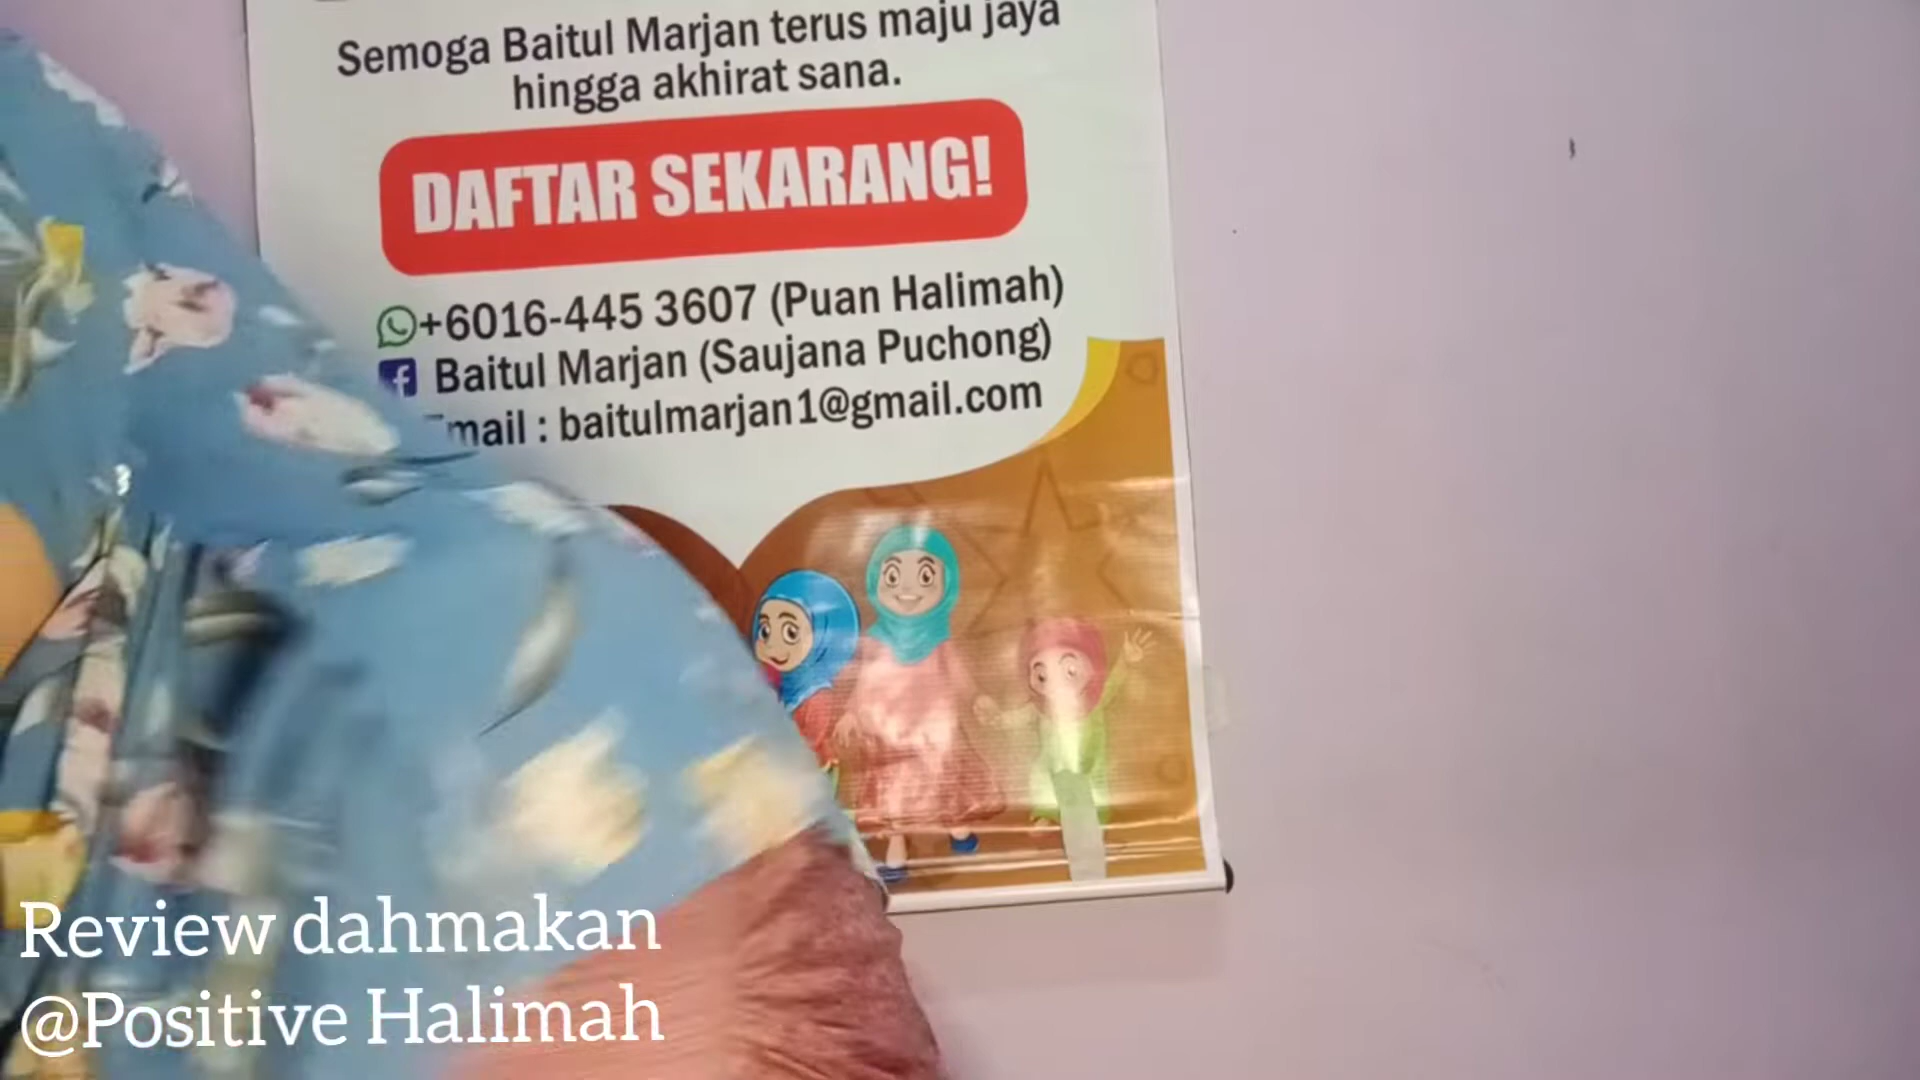 Semoga Baitul Marjan terus maju jaya
hingga akhirat sana.
DAFTAR SEKARANG!
+6016-445 3607 (Puan Halimah)
Baitul Marjan (Saujana Puchong)
: baitulmarjan1@gmail.com
Review dahmakan
@Positive Halimah